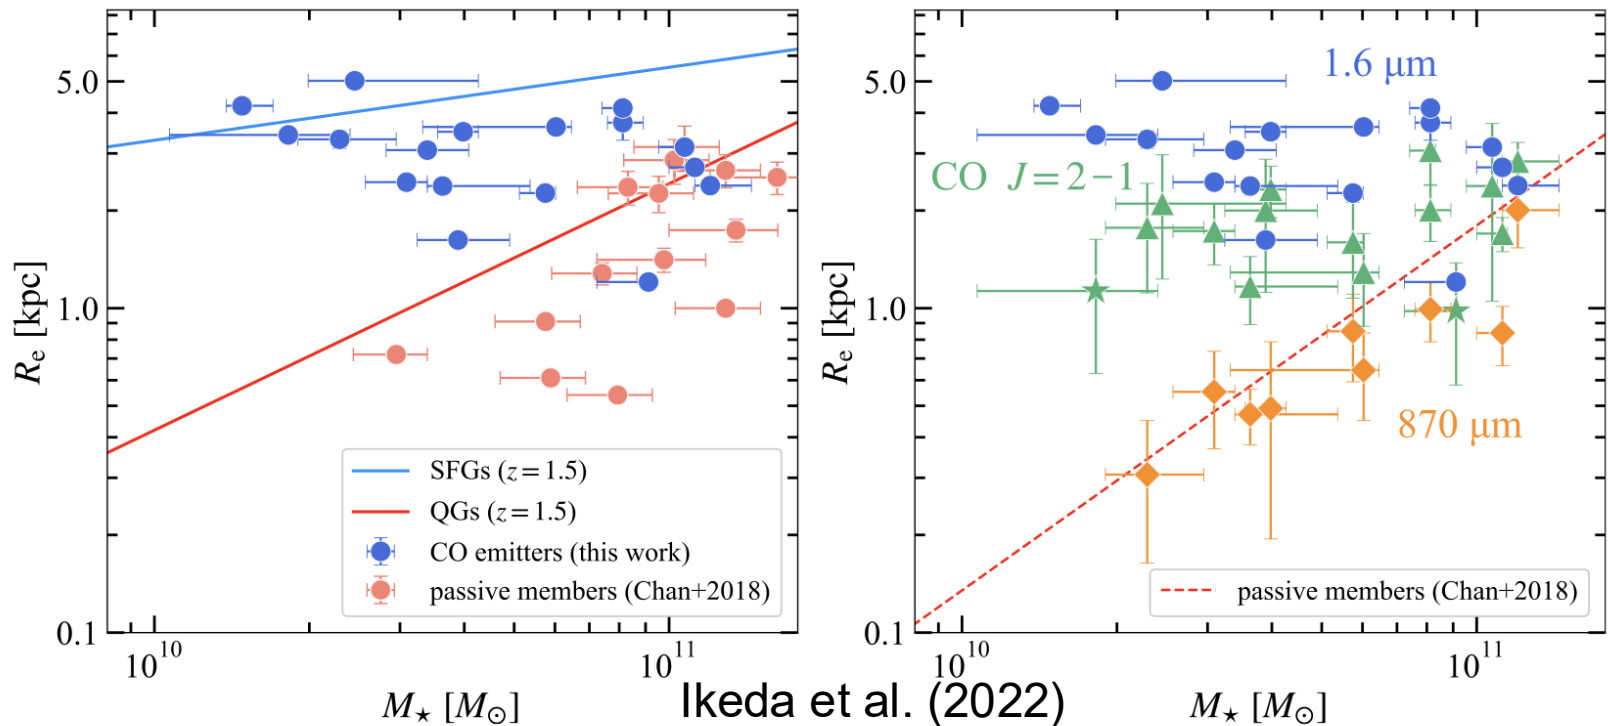 5.0
1.0
0.1
R_e [kpc]
10^10
10^11
M_⋆ [M_⊙]
SFGs (z = 1.5)
QGs (z = 1.5)
CO emitters (this work)
passive members (Chan+2018)
5.0
1.0
0.1
R_e [kpc]
1.6 μm
CO J = 2 − 1
870 μm
passive members (Chan+2018)
10^10
10^11
M_⋆ [M_⊙]
Ikeda et al. (2022)